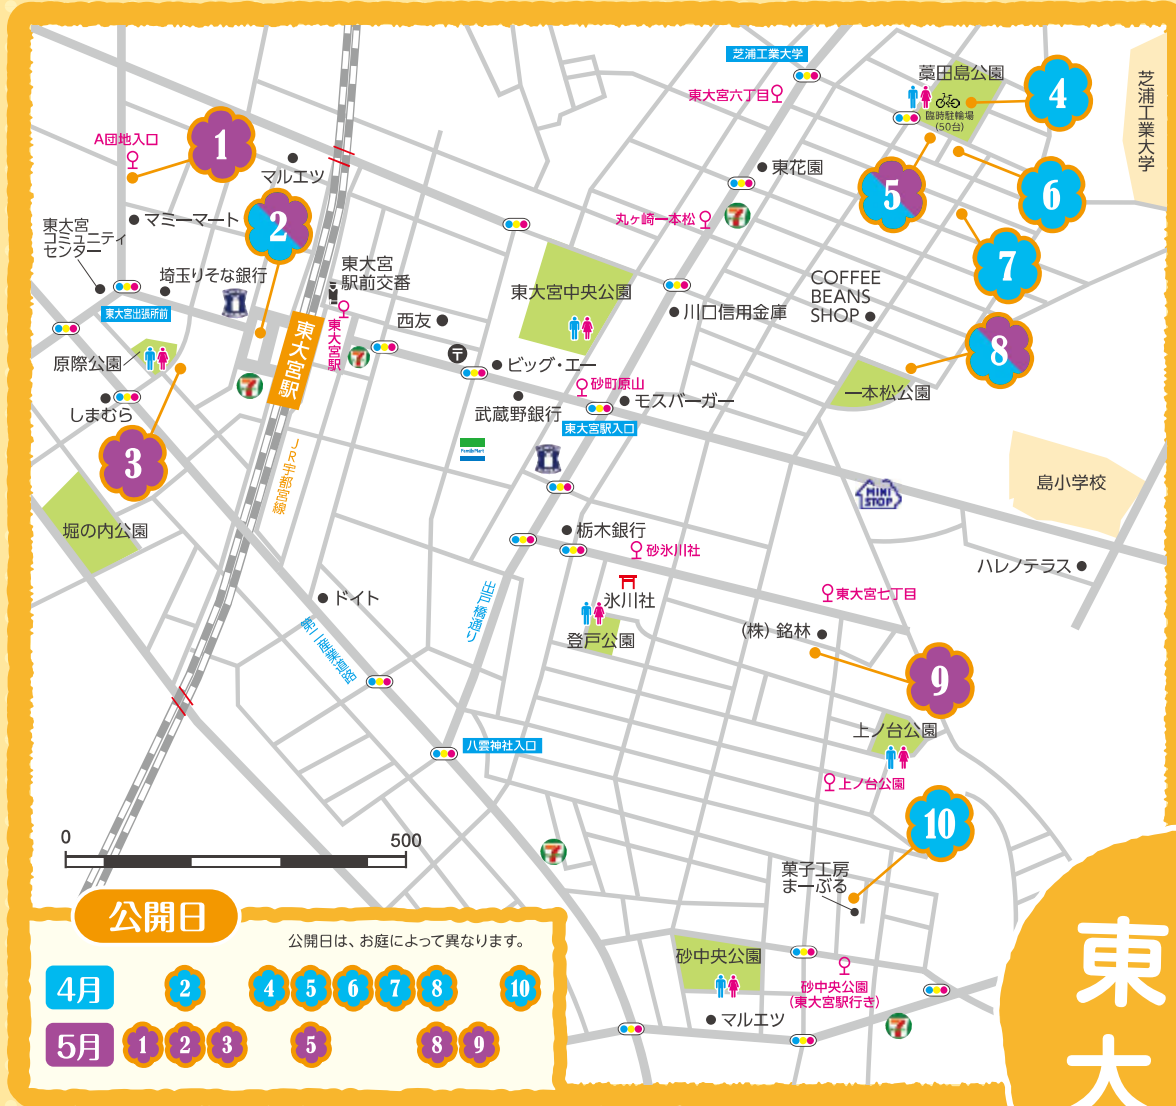 芝浦工業大学
東大宮六丁目
藁田島公園
臨時駐輪場
(50台)
4
芝浦工業大学
A団地入口
1
マルエツ
東花園
5
6
丸ヶ崎一本松
7
マミーマート
2
東大宮
コミュニティ
センター
埼玉りそな銀行
東大宮
駅前交番
東大宮中央公園
7
COFFEE
BEANS
SHOP
川口信用金庫
東大宮出張所前
西友
東大宮駅
東大宮駅
7
ビッグ・エー
8
原際公園
7
砂町原山
モスバーガー
一本松公園
しまむら
武蔵野銀行
東大宮駅入口
3
FamilyMart
JR宇都宮線
島小学校
MINI
STOP
堀の内公園
栃木銀行
砂氷川社
ハレノテラス
ドイト
出戸橋通り
氷川社
東大宮七丁目
第二産業道路
登戸公園
(株) 銘林
9
上ノ台公園
八雲神社入口
上ノ台公園
10
0
500
7
菓子工房
まーぶる
公開日
公開日は、お庭によって異なります。
砂中央公園
砂中央公園
(東大宮駅行き)
マルエツ
7
4月
2
4
5
6
7
8
10
5月
1
2
3
5
8
9
東
大